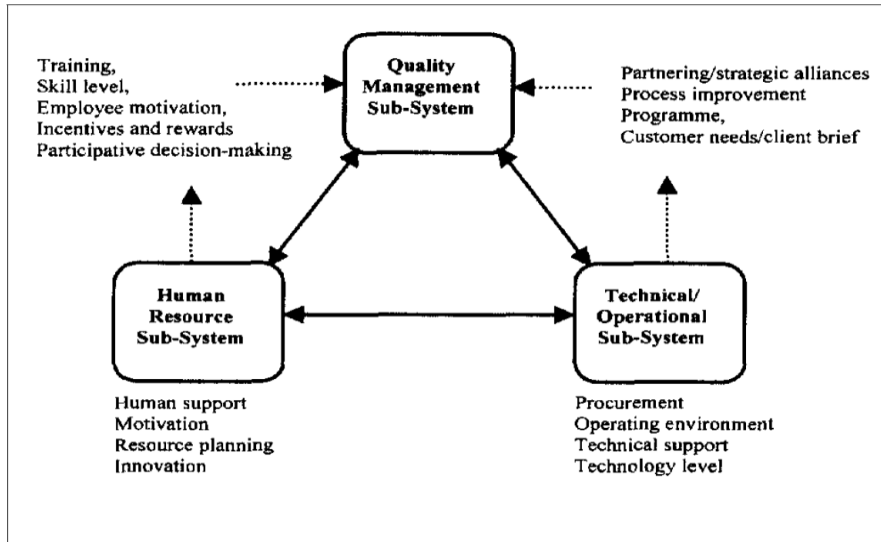 Training,
Skill level,
Employee motivation,
Incentives and rewards
Participative decision-making
Quality
Management
Sub-System
Partnering/strategic alliances
Process improvement
Programme,
Customer needs/client brief
Human
Resource
Sub-System
Technical/
Operational
Sub-System
Human support
Motivation
Resource planning
Innovation
Procurement
Operating environment
Technical support
Technology level